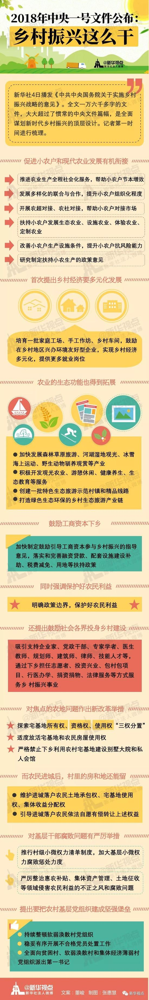 2018年中央一号文件公布:
乡村振兴这么干
@新华视点
新华社法人微博
新华社4日播发《中共中央国务院关于实施乡村
振兴战略的意见》。全文一万六千多字的文
件，大大超过了惯常的中央文件篇幅，是全面
谋划新时代乡村振兴的顶层设计。记者第一时
间进行梳理。
促进小农户和现代农业发展有机衔接
推进农业生产全程社会化服务，帮助小农户节本增效
发展多样化的联合与合作，提升小农户组织化程度
开展农超对接、农社对接，帮助小农户对接市场
扶持小农户发展生态农业、设施农业、体验农业、
定制农业
改善小农户生产设施条件，提升小农户抗风险能力
研究制定扶持小农生产的政策意见
首次提出乡村经济要多元化发展
培育一批家庭工场、手工作坊、乡村车间，鼓励
在乡村地区兴办环境友好型企业，实现乡村经济
多元化，提供更多就业岗位
农业的生态功能也得到拓展
● 加快发展森林草原旅游、河湖湿地观光、冰雪
海上运动、野生动物驯养观赏等产业
● 积极开发观光农业、游憩休闲、健康养生、生
态教育等服务
● 创建一批特色生态旅游示范村镇和精品线路
● 打造绿色生态环保的乡村生态旅游产业链
鼓励工商资本下乡
加快制定鼓励引导工商资本参与乡村振兴的指导
意见，落实和完善融资贷款、配套设施建设补
助、税费减免、用地等扶持政策
同时强调保护好农民利益
明确政策边界，保护好农民利益
还提出鼓励社会各界投身乡村建设
吸引支持企业家、党政干部、专家学者、医生
教师、规划师、建筑师、律师、技能人才等，
通过下乡担任志愿者、投资兴业、包村包项
目、行医办学、捐资捐物、法律服务等方式服
务乡 村振兴事业
对焦点的农地问题作出新改革举措
探索宅基地所有权、资格权、使用权“三权分置”
适度放活宅基地和农民房屋使用权
严格禁止下乡利用农村宅基地建设别墅大院和私
人会馆
而农民进城后，村里的房和地还能留
● 维护进城落户农民土地承包权、宅基地使用
权、集体收益分配权
● 引导进城落户农民依法自愿有偿转让上述权益
对基层干部腐败问题有严厉举措
推行村级小微权力清单制度，加大基层小微权
力腐败惩处力度
严厉整治惠农补贴、集体资产管理、土地征收
等领域侵害农民利益的不正之风和腐败问题
提出要把农村基层党组织建成坚强堡垒
● 持续整顿软弱涣散村党组织
● 稳妥有序开展不合格党员处置工作
● 全面向贫困村、软弱涣散村和集体经济薄弱村
党组织派出第一书记
@新华视点
新华社法人微博
文案：董峻 制图：张惠慧
新华视点